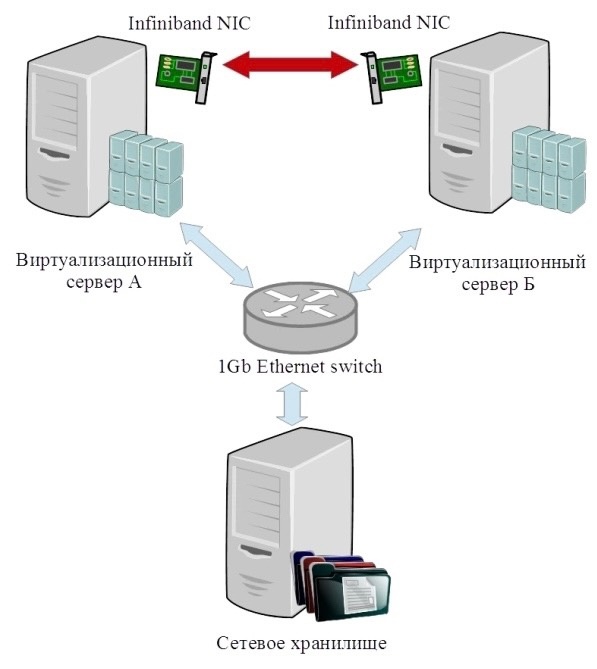 Infiniband NIC
Infiniband NIC
Виртуализационный
сервер А
Виртуализационный
сервер Б
1Gb Ethernet switch
Сетевое хранилище